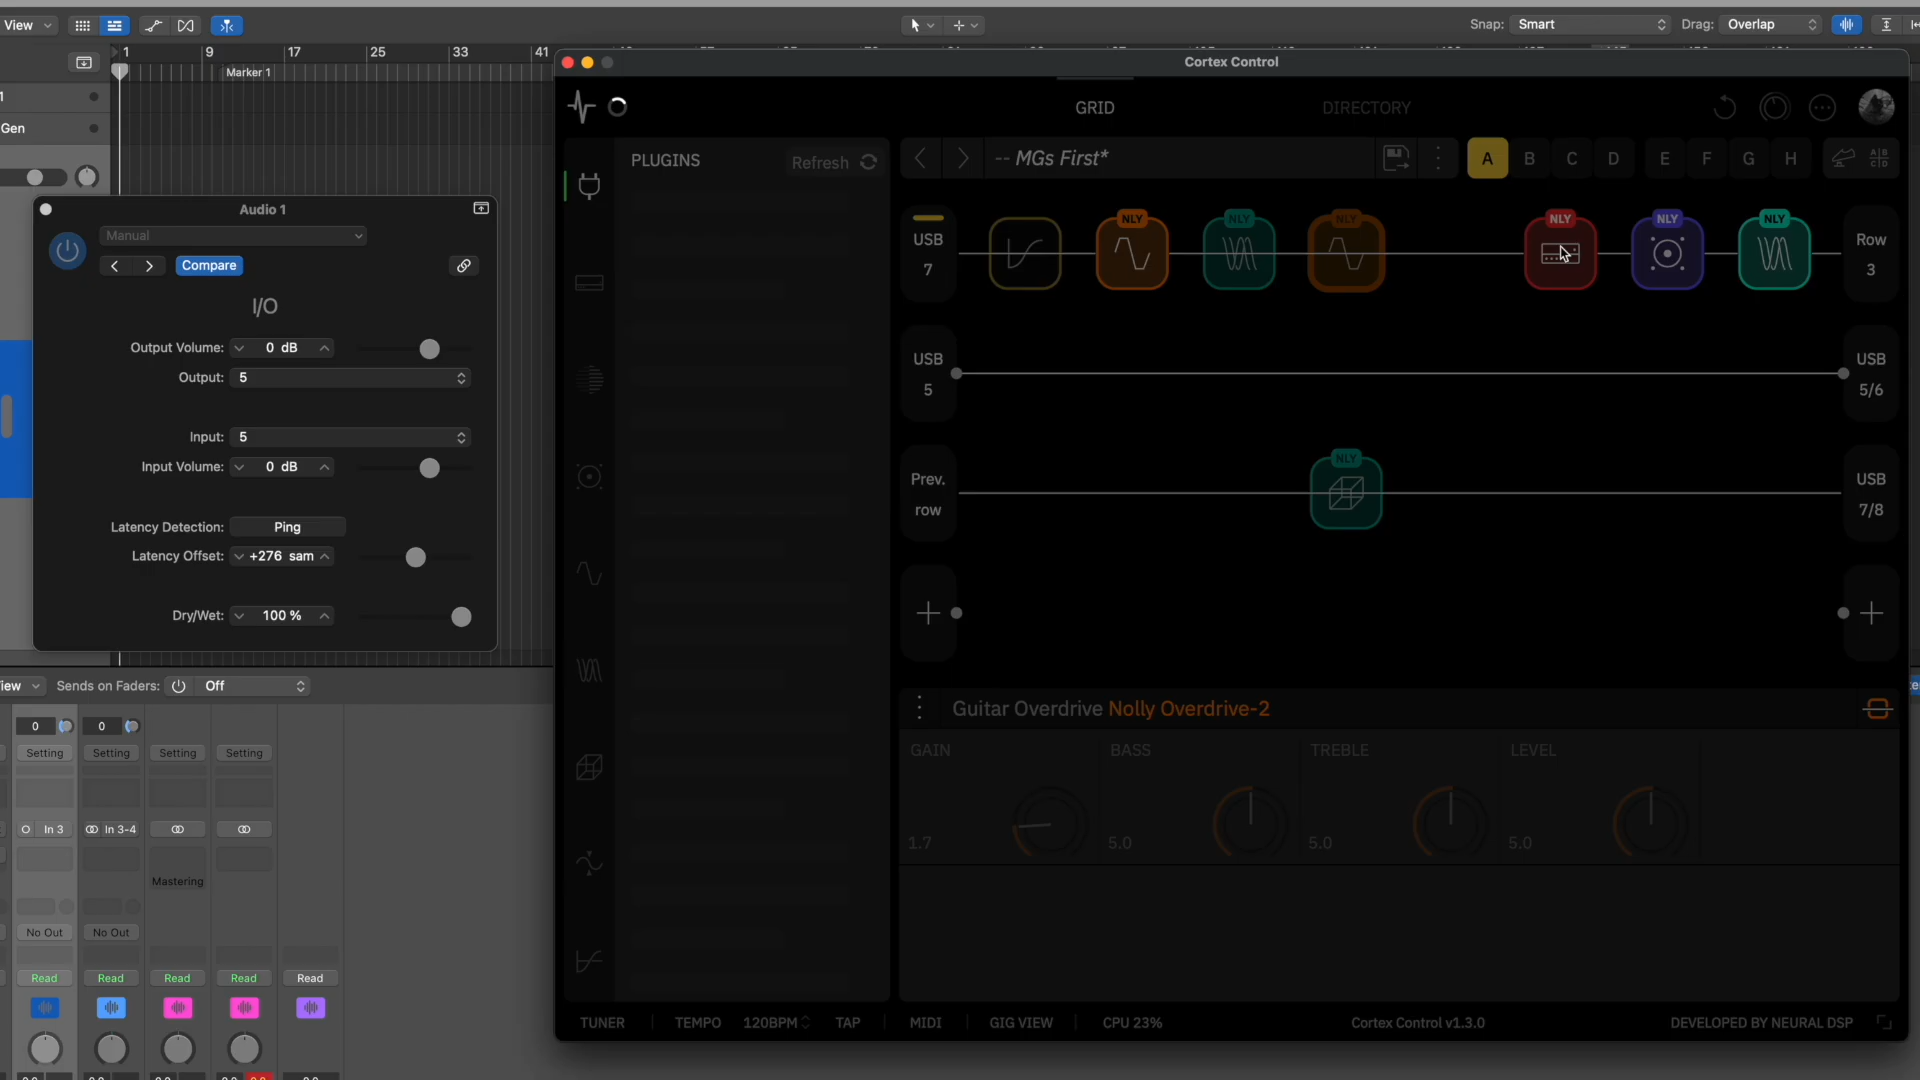 View
Snap: Smart
Drag: Overlap
1 9 17 25 33 41
Marker 1
1
Gen
Audio 1
Manual
Compare
I/O
Output Volume: 0 dB
Output: 5
Input: 5
Input Volume: 0 dB
Latency Detection: Ping
Latency Offset: +276 sam
Dry/Wet: 100 %
iew
Sends on Faders: Off
0 0
Setting Setting Setting Setting
In 3 In 3-4
Mastering
No Out No Out
Read Read Read Read Read
Cortex Control
GRID DIRECTORY
PLUGINS Refresh
-- MGs First*
A B C D E F G H
USB
7
NLY NLY NLY NLY NLY NLY
Row
3
USB
5
USB
5/6
Prev.
row
NLY
USB
7/8
Guitar Overdrive Nolly Overdrive-2
GAIN BASS TREBLE LEVEL
1.7 5.0 5.0 5.0
TUNER TEMPO 120BPM TAP MIDI GIG VIEW CPU 23% Cortex Control v1.3.0 DEVELOPED BY NEURAL DSP